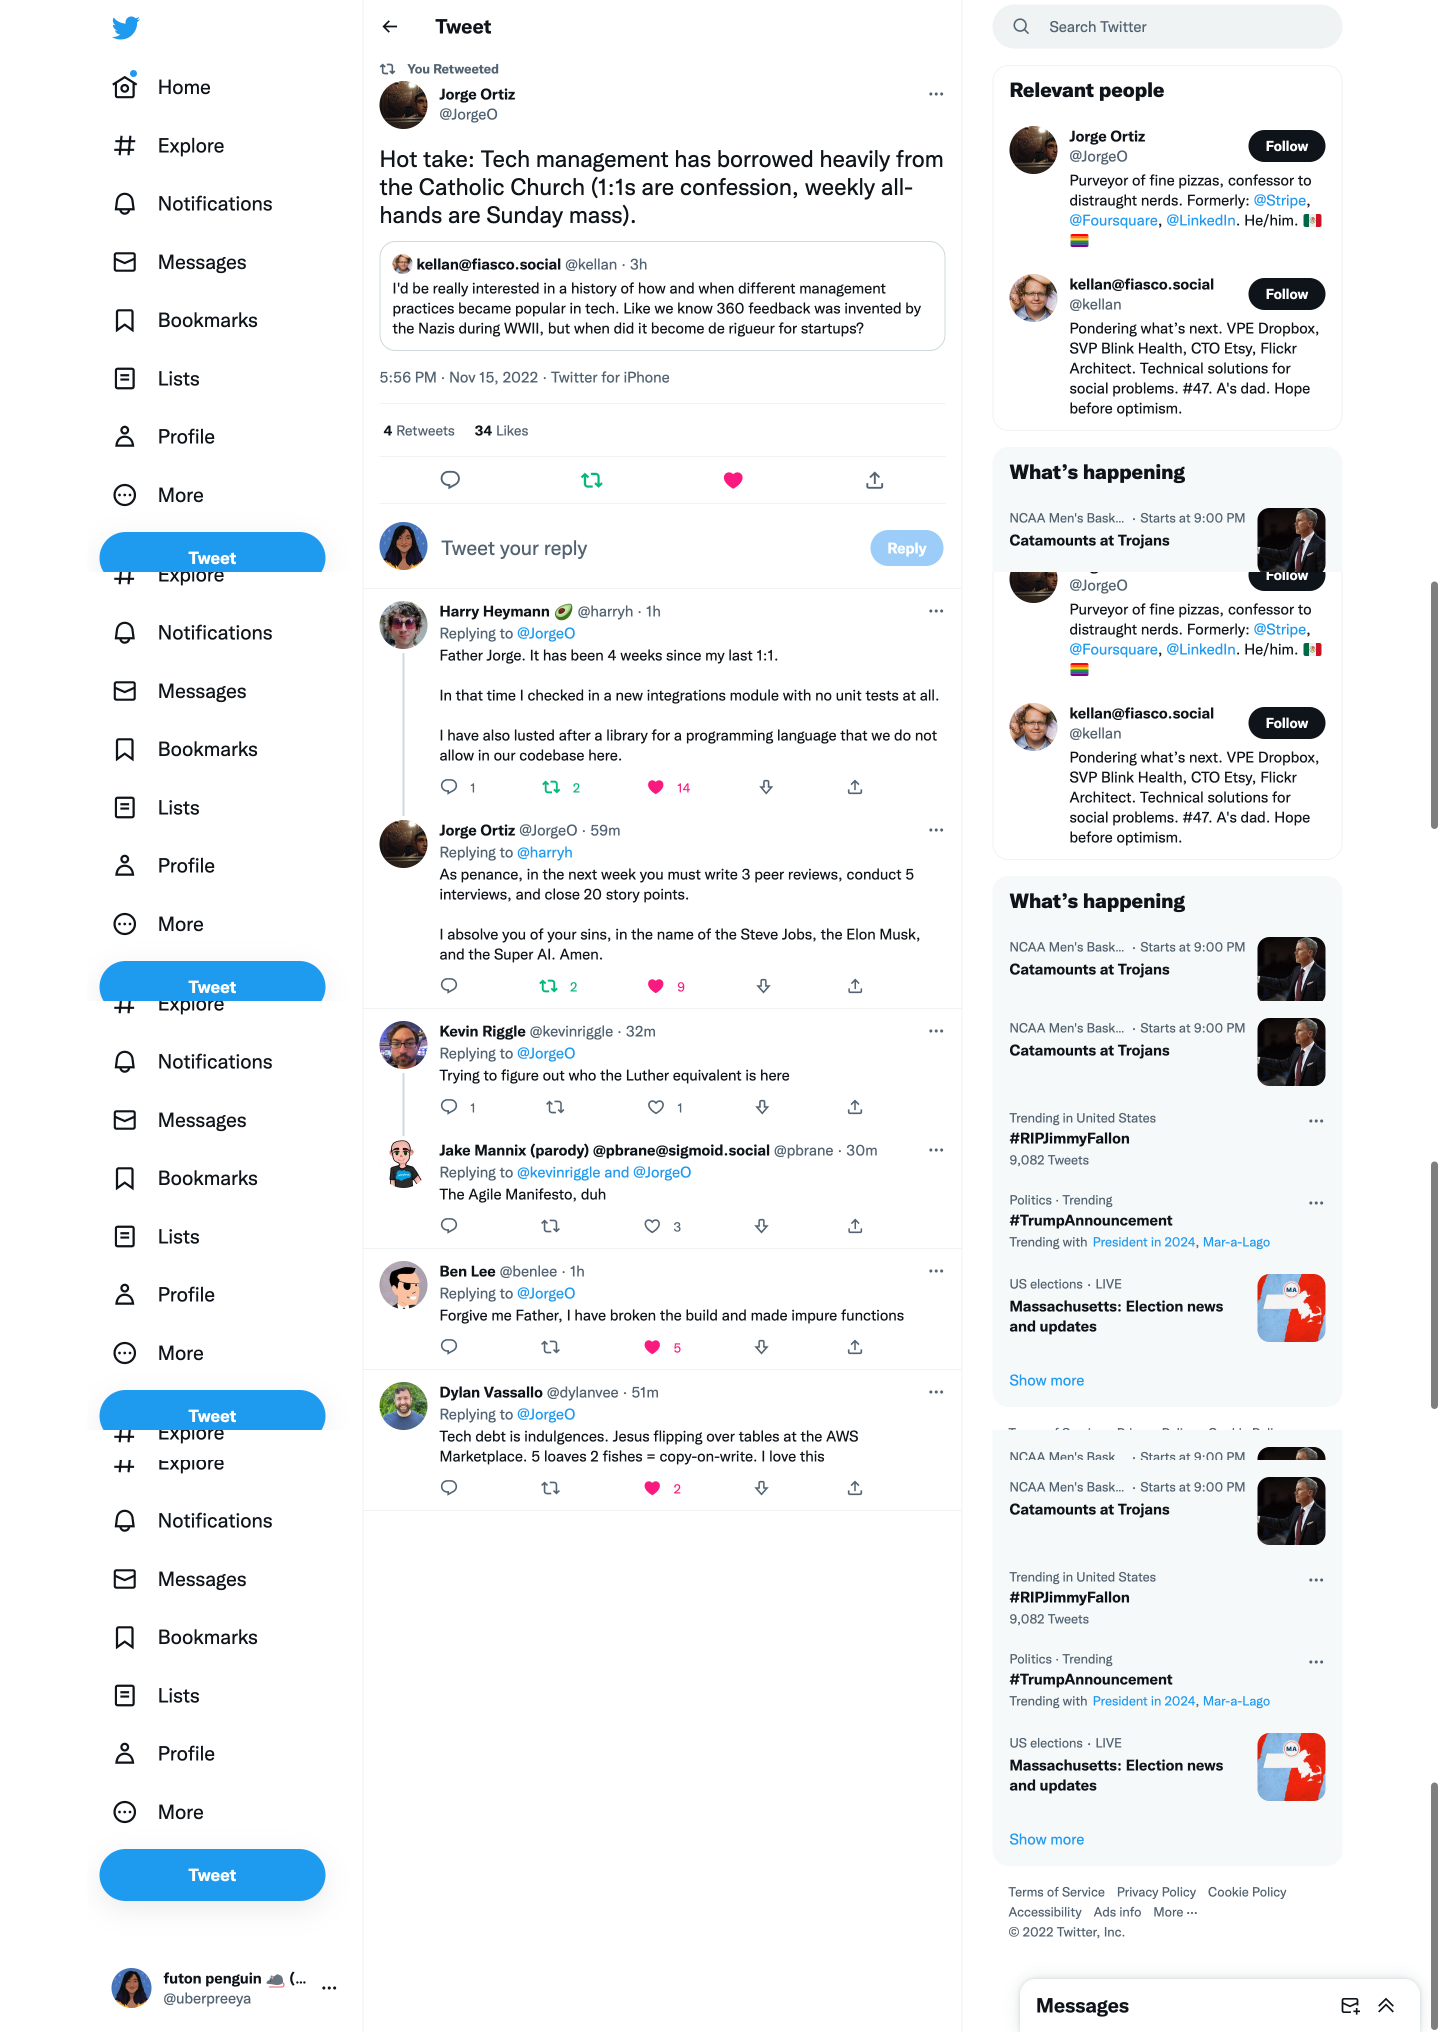 Home
Explore
Notifications
Messages
Bookmarks
Lists
Profile
More
Tweet
Explore
Notifications
Messages
Bookmarks
Lists
Profile
More
Tweet
Explore
Notifications
Messages
Bookmarks
Lists
Profile
More
Tweet
Explore
Explore
Notifications
Messages
Bookmarks
Lists
Profile
More
Tweet
futon penguin (...
@uberpreeya
Tweet
You Retweeted
Jorge Ortiz
@JorgeO
Hot take: Tech management has borrowed heavily from
the Catholic Church (1:1s are confession, weekly all-
hands are Sunday mass).
kellan@fiasco.social @kellan · 3h
I'd be really interested in a history of how and when different management
practices became popular in tech. Like we know 360 feedback was invented by
the Nazis during WWII, but when did it become de rigueur for startups?
5:56 PM · Nov 15, 2022 · Twitter for iPhone
4 Retweets 34 Likes
Tweet your reply
Reply
Harry Heymann 🥑 @harryh · 1h
Replying to @JorgeO
Father Jorge. It has been 4 weeks since my last 1:1.
In that time I checked in a new integrations module with no unit tests at all.
I have also lusted after a library for a programming language that we do not
allow in our codebase here.
1 2 14
Jorge Ortiz @JorgeO · 59m
Replying to @harryh
As penance, in the next week you must write 3 peer reviews, conduct 5
interviews, and close 20 story points.
I absolve you of your sins, in the name of the Steve Jobs, the Elon Musk,
and the Super AI. Amen.
2 9
Kevin Riggle @kevinriggle · 32m
Replying to @JorgeO
Trying to figure out who the Luther equivalent is here
1 1
Jake Mannix (parody) @pbrane@sigmoid.social @pbrane · 30m
Replying to @kevinriggle and @JorgeO
The Agile Manifesto, duh
3
Ben Lee @benlee · 1h
Replying to @JorgeO
Forgive me Father, I have broken the build and made impure functions
5
Dylan Vassallo @dylanvee · 51m
Replying to @JorgeO
Tech debt is indulgences. Jesus flipping over tables at the AWS
Marketplace. 5 loaves 2 fishes = copy-on-write. I love this
2
Search Twitter
Relevant people
Jorge Ortiz
@JorgeO
Follow
Purveyor of fine pizzas, confessor to
distraught nerds. Formerly: @Stripe,
@Foursquare, @LinkedIn. He/him. 🇲🇽
🏳️‍🌈
kellan@fiasco.social
@kellan
Follow
Pondering what's next. VPE Dropbox,
SVP Blink Health, CTO Etsy, Flickr
Architect. Technical solutions for
social problems. #47. A's dad. Hope
before optimism.
What's happening
NCAA Men's Bask... · Starts at 9:00 PM
Catamounts at Trojans
Follow
@JorgeO
Purveyor of fine pizzas, confessor to
distraught nerds. Formerly: @Stripe,
@Foursquare, @LinkedIn. He/him. 🇲🇽
🏳️‍🌈
kellan@fiasco.social
@kellan
Follow
Pondering what's next. VPE Dropbox,
SVP Blink Health, CTO Etsy, Flickr
Architect. Technical solutions for
social problems. #47. A's dad. Hope
before optimism.
What's happening
NCAA Men's Bask... · Starts at 9:00 PM
Catamounts at Trojans
NCAA Men's Bask... · Starts at 9:00 PM
Catamounts at Trojans
Trending in United States
#RIPJimmyFallon
9,082 Tweets
Politics · Trending
#TrumpAnnouncement
Trending with President in 2024, Mar-a-Lago
US elections · LIVE
Massachusetts: Election news
and updates
MA
Show more
NCAA Men's Bask... · Starts at 9:00 PM
NCAA Men's Bask... · Starts at 9:00 PM
Catamounts at Trojans
Trending in United States
#RIPJimmyFallon
9,082 Tweets
Politics · Trending
#TrumpAnnouncement
Trending with President in 2024, Mar-a-Lago
US elections · LIVE
Massachusetts: Election news
and updates
MA
Show more
Terms of Service Privacy Policy Cookie Policy
Accessibility Ads info More ···
© 2022 Twitter, Inc.
Messages